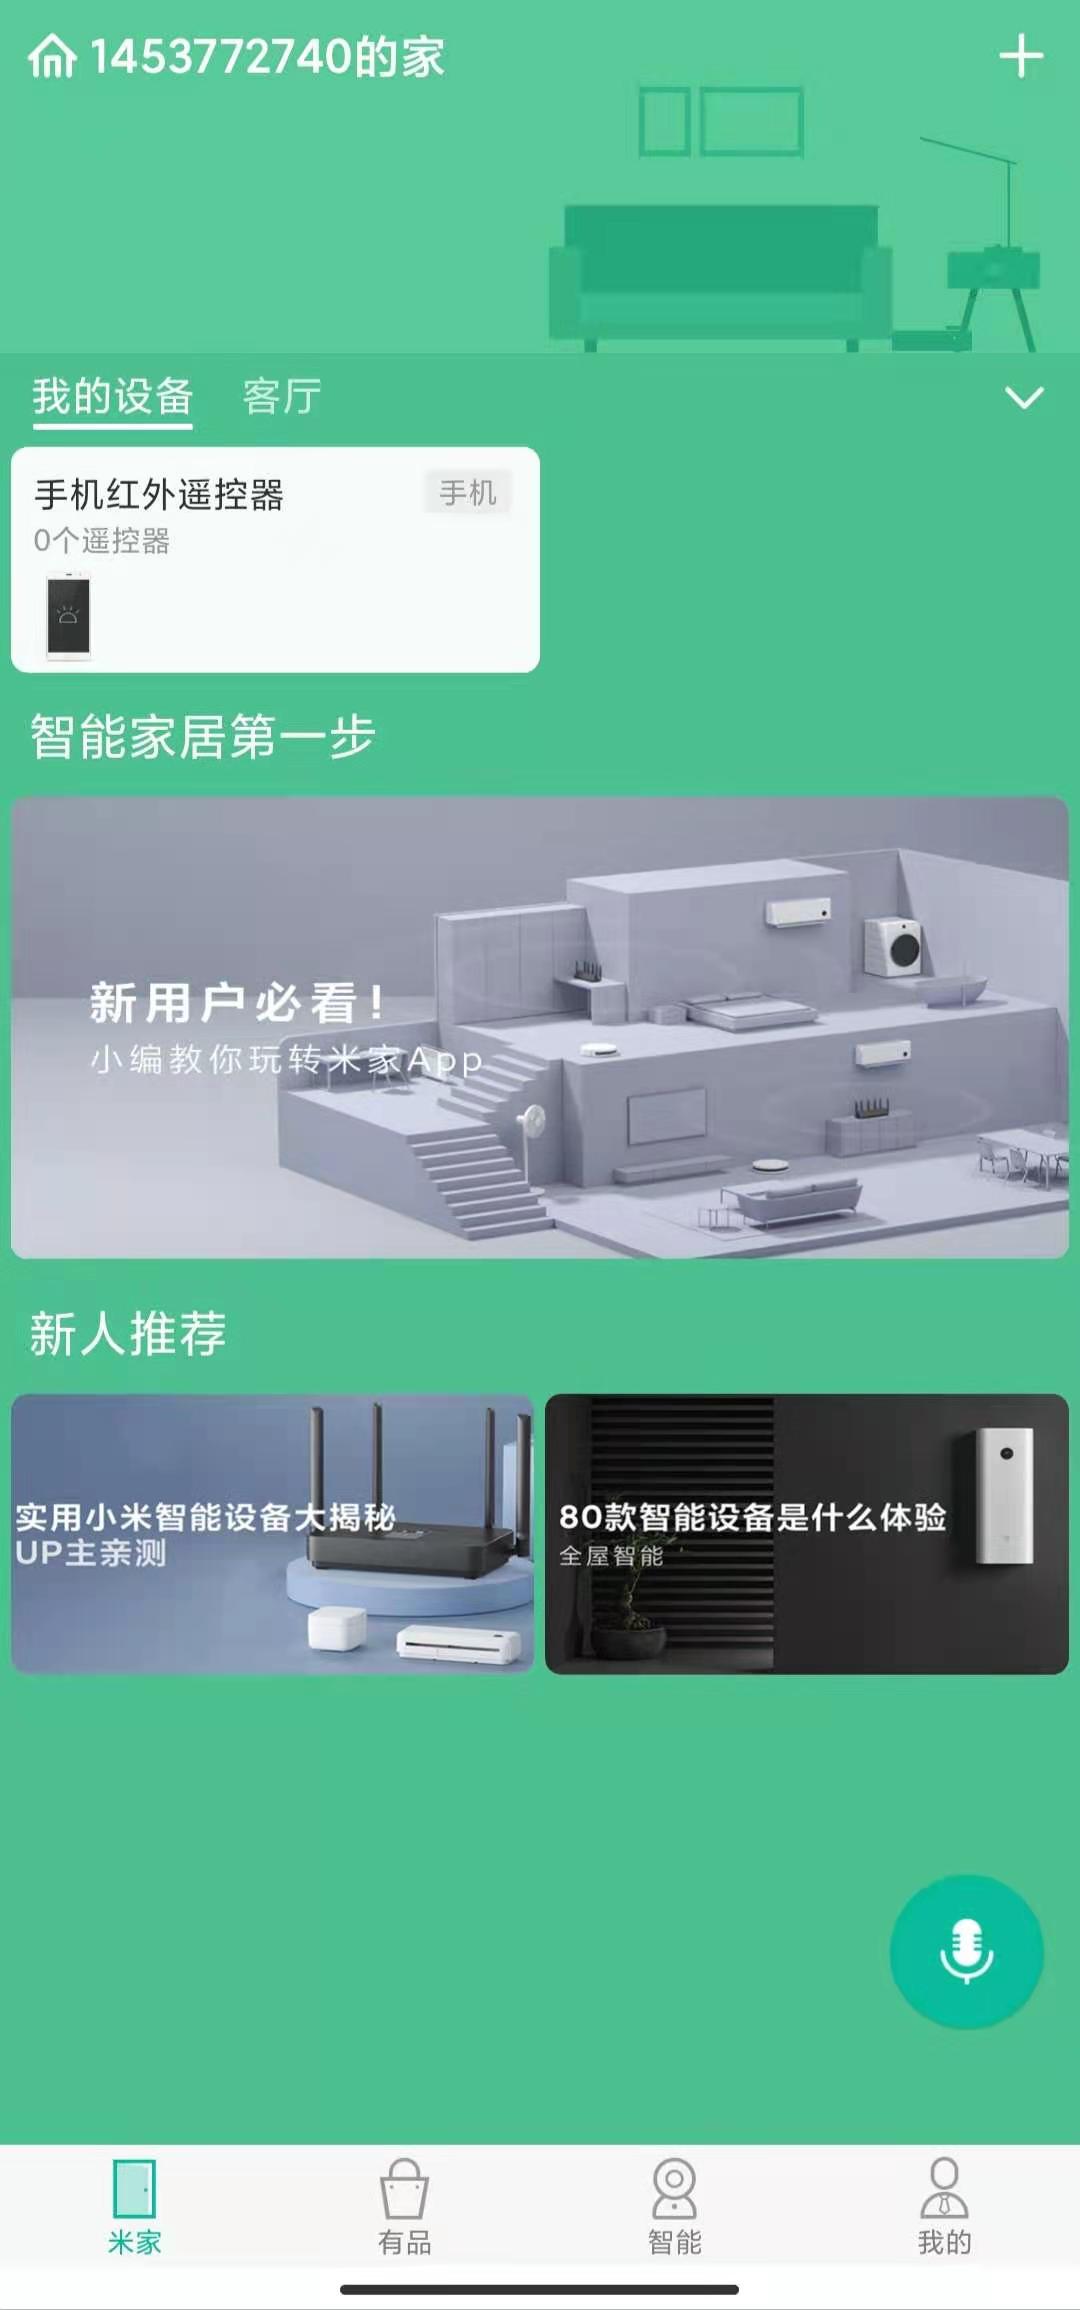 1453772740的家
我的设备 客厅
手机红外遥控器 手机
0个遥控器
智能家居第一步
新用户必看!
小编教你玩转米家App
新人推荐
实用小米智能设备大揭秘
UP主亲测
80款智能设备是什么体验
全屋智能
米家 有品 智能 我的